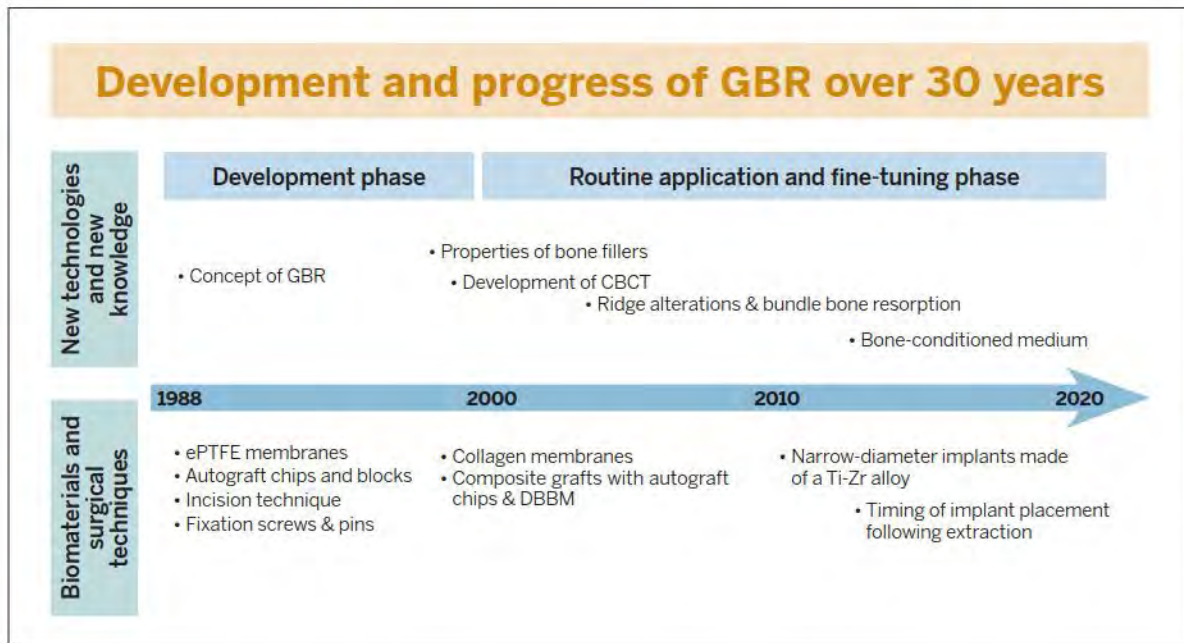 Development and progress of GBR over 30 years
New technologies
and new
knowledge
Development phase
Routine application and fine-tuning phase
• Concept of GBR
• Properties of bone fillers
• Development of CBCT
• Ridge alterations & bundle bone resorption
• Bone-conditioned medium
1988
2000
2010
2020
Biomaterials and
surgical
techniques
• ePTFE membranes
• Autograft chips and blocks
• Incision technique
• Fixation screws & pins
• Collagen membranes
• Composite grafts with autograft
chips & DBBM
• Narrow-diameter implants made
of a Ti-Zr alloy
• Timing of implant placement
following extraction